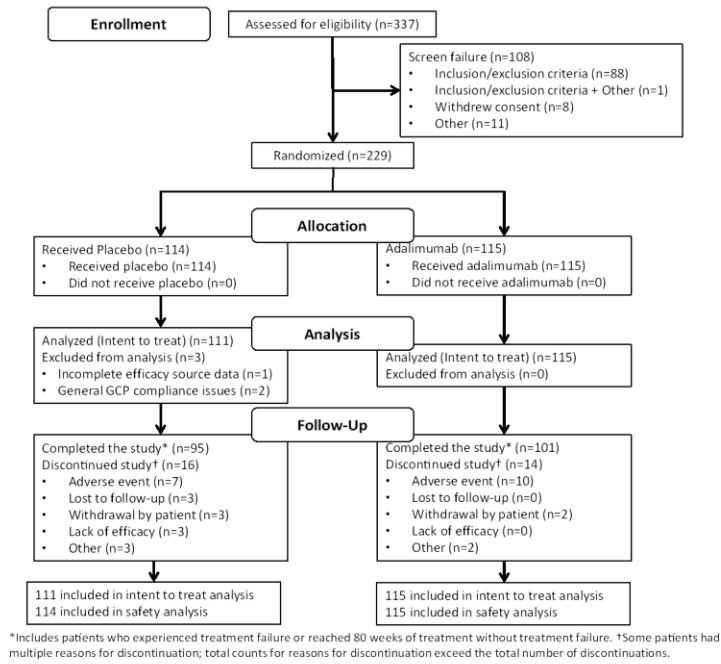 Enrollment
Assessed for eligibility (n=337)
Screen failure (n=108)
• Inclusion/exclusion criteria (n=88)
• Inclusion/exclusion criteria + Other (n=1)
• Withdrew consent (n=8)
• Other (n=11)
Randomized (n=229)
Allocation
Received Placebo (n=114)
• Received placebo (n=114)
• Did not receive placebo (n=0)
Adalimumab (n=115)
• Received adalimumab (n=115)
• Did not receive adalimumab (n=0)
Analysis
Analyzed (Intent to treat) (n=111)
Excluded from analysis (n=3)
• Incomplete efficacy source data (n=1)
• General GCP compliance issues (n=2)
Analyzed (Intent to treat) (n=115)
Excluded from analysis (n=0)
Follow-Up
Completed the study* (n=95)
Discontinued study† (n=16)
• Adverse event (n=7)
• Lost to follow-up (n=3)
• Withdrawal by patient (n=3)
• Lack of efficacy (n=3)
• Other (n=3)
Completed the study* (n=101)
Discontinued study† (n=14)
• Adverse event (n=10)
• Lost to follow-up (n=0)
• Withdrawal by patient (n=2)
• Lack of efficacy (n=0)
• Other (n=2)
111 included in intent to treat analysis
114 included in safety analysis
115 included in intent to treat analysis
115 included in safety analysis
*Includes patients who experienced treatment failure or reached 80 weeks of treatment without treatment failure. †Some patients had
multiple reasons for discontinuation; total counts for reasons for discontinuation exceed the total number of discontinuations.